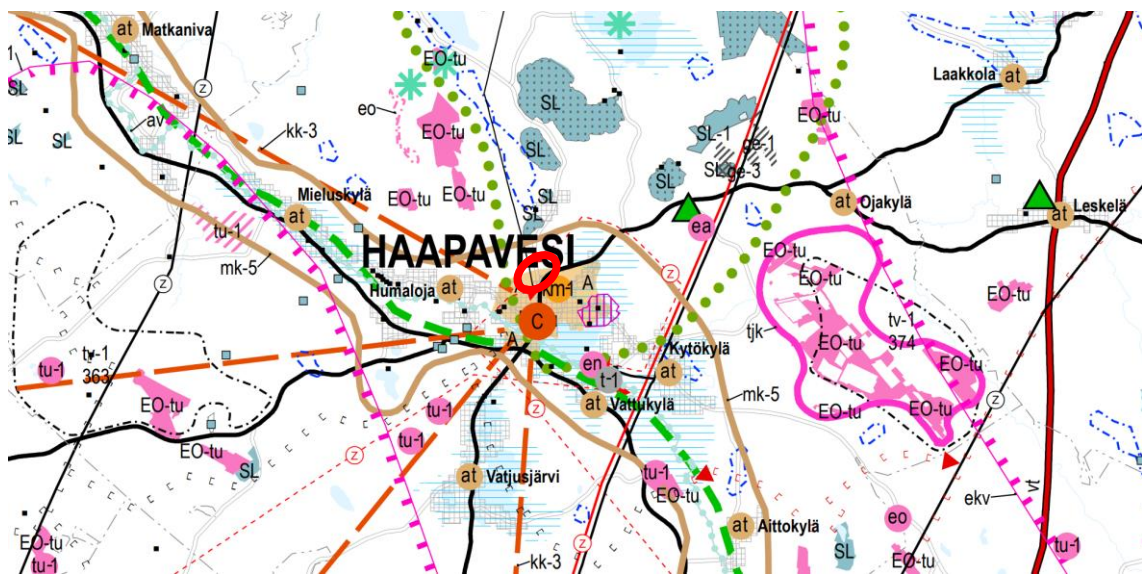 at Matkaniva
SL
av
z
kk-3
SL
SL
eo
EO-tu
EO-tu
EO-tu
SL
SL
SL
SL-1
ge-1
SL
ge-3
EO-tu
Laakkola at
Mieluskylä
at
tu-1
mk-5
z
HAAPAVESI
Humaloja at
km-1 A
C
A
ea
at Ojakylä
Leskelä
at
z
EO-tu
EO-tu
tv-1
374
tjk
EO-tu
EO-tu
EO-tu
EO-tu
tv-1
363
tu-1
EO-tu
EO-tu
SL
tu-1
tu-1
en
t-1
Kytökylä
at
at
Vattukylä
z
z
mk-5
z
at Vatjusjärvi
tu-1
EO-tu
at Aittokylä
kk-3
z
SL
eo
EO-tu
ekv
vt
tu-1
EO-tu
tu-1